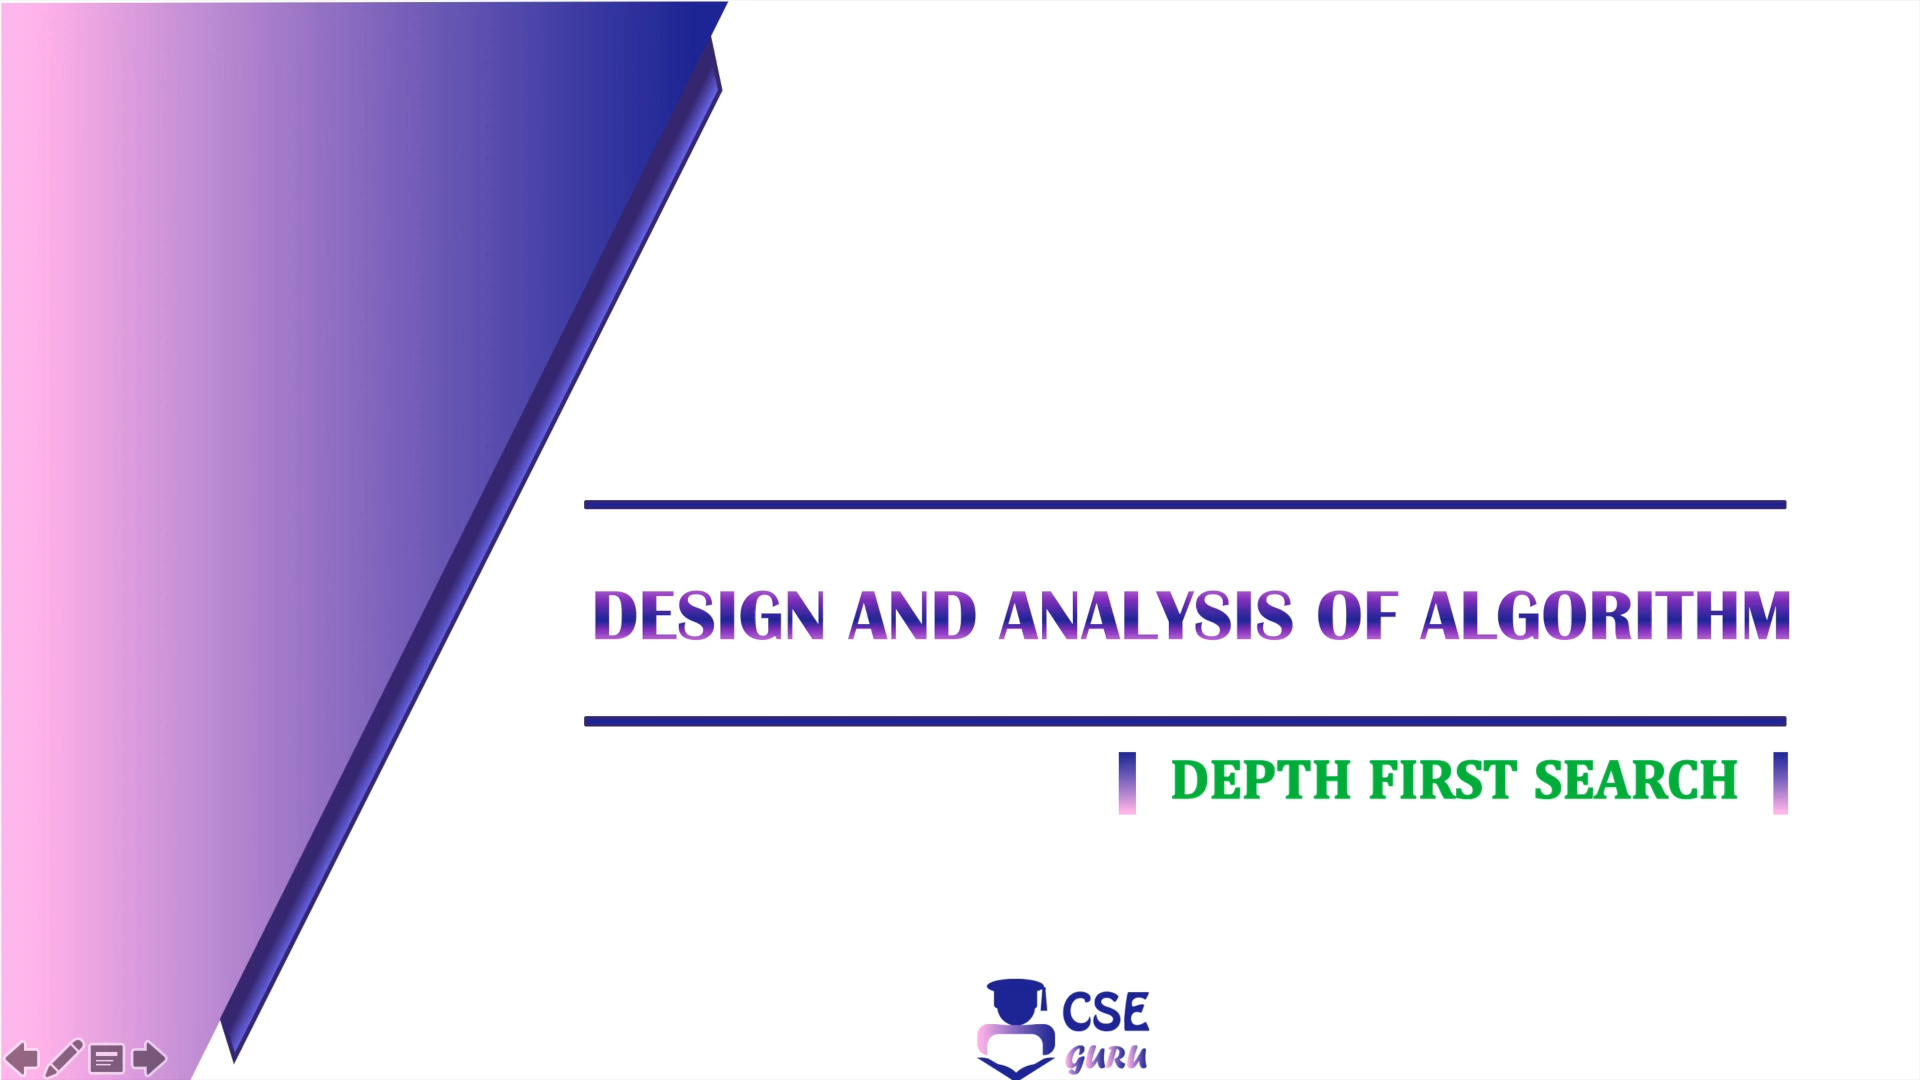 DESIGN AND ANALYSIS OF ALGORITHM
DEPTH FIRST SEARCH
CSE
GURU